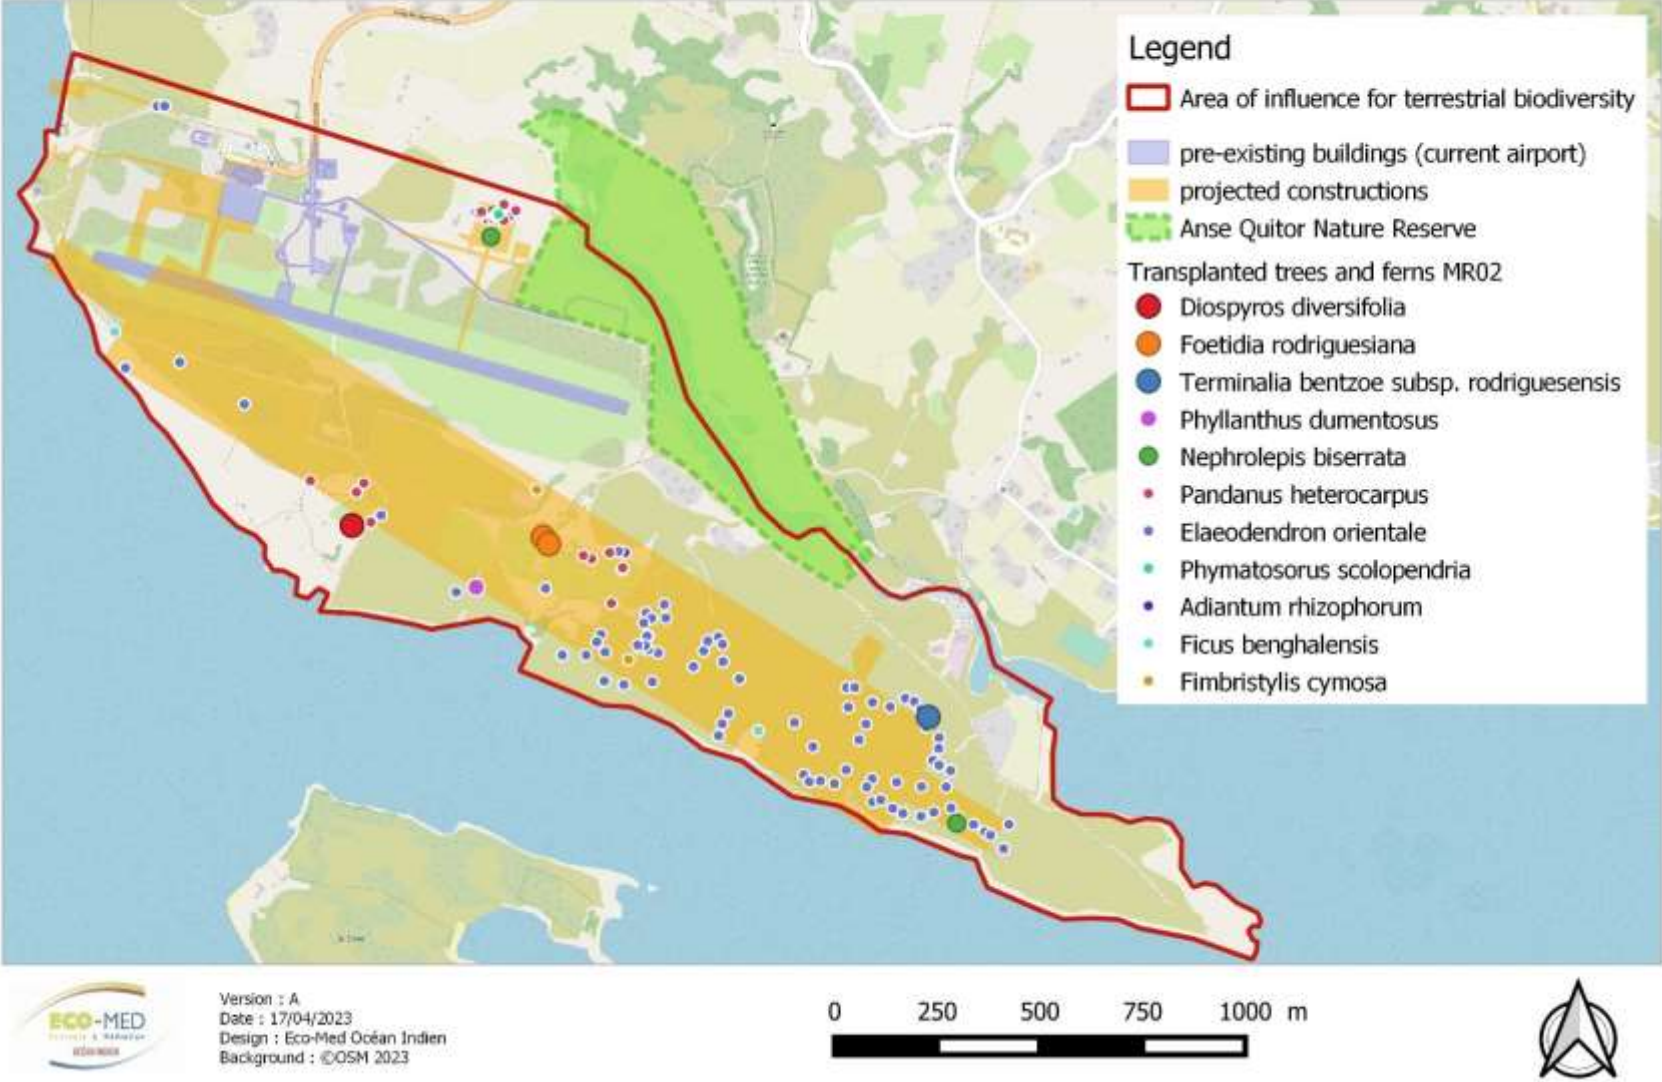 Legend
Area of influence for terrestrial biodiversity
pre-existing buildings (current airport)
projected constructions
Anse Quitor Nature Reserve
Transplanted trees and ferns MR02
Diospyros diversifolia
Foetidia rodriguesiana
Terminalia bentzoe subsp. rodriguesensis
Phyllanthus dumentosus
Nephrolepis biserrata
Pandanus heterocarpus
Elaeodendron orientale
Phymatosorus scolopendria
Adiantum rhizophorum
Ficus benghalensis
Fimbristylis cymosa
ECO-MED
OCÉAN INDIEN
Version : A
Date : 17/04/2023
Design : Eco-Med Océan Indien
Background : ©OSM 2023
0 250 500 750 1000 m